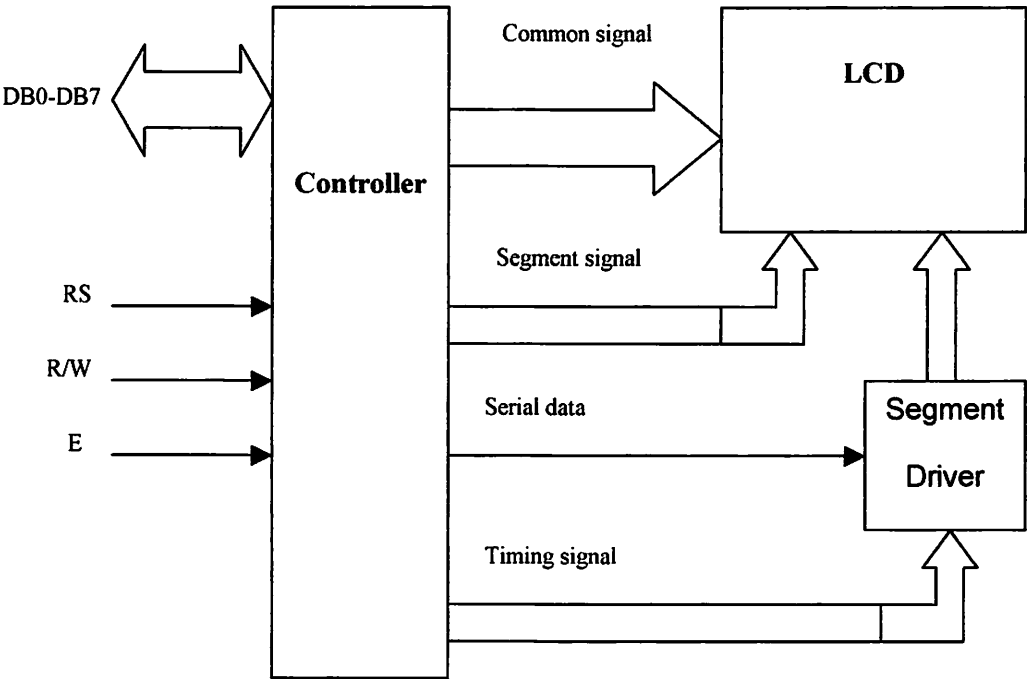 Common signal
LCD
DB0-DB7
Controller
Segment signal
RS
R/W
Serial data
Segment
E
Driver
Timing signal